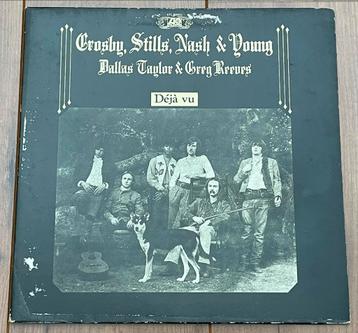 Crosby, Stills, Nash & Young
Dallas Taylor & Greg Reeves
Déjà vu